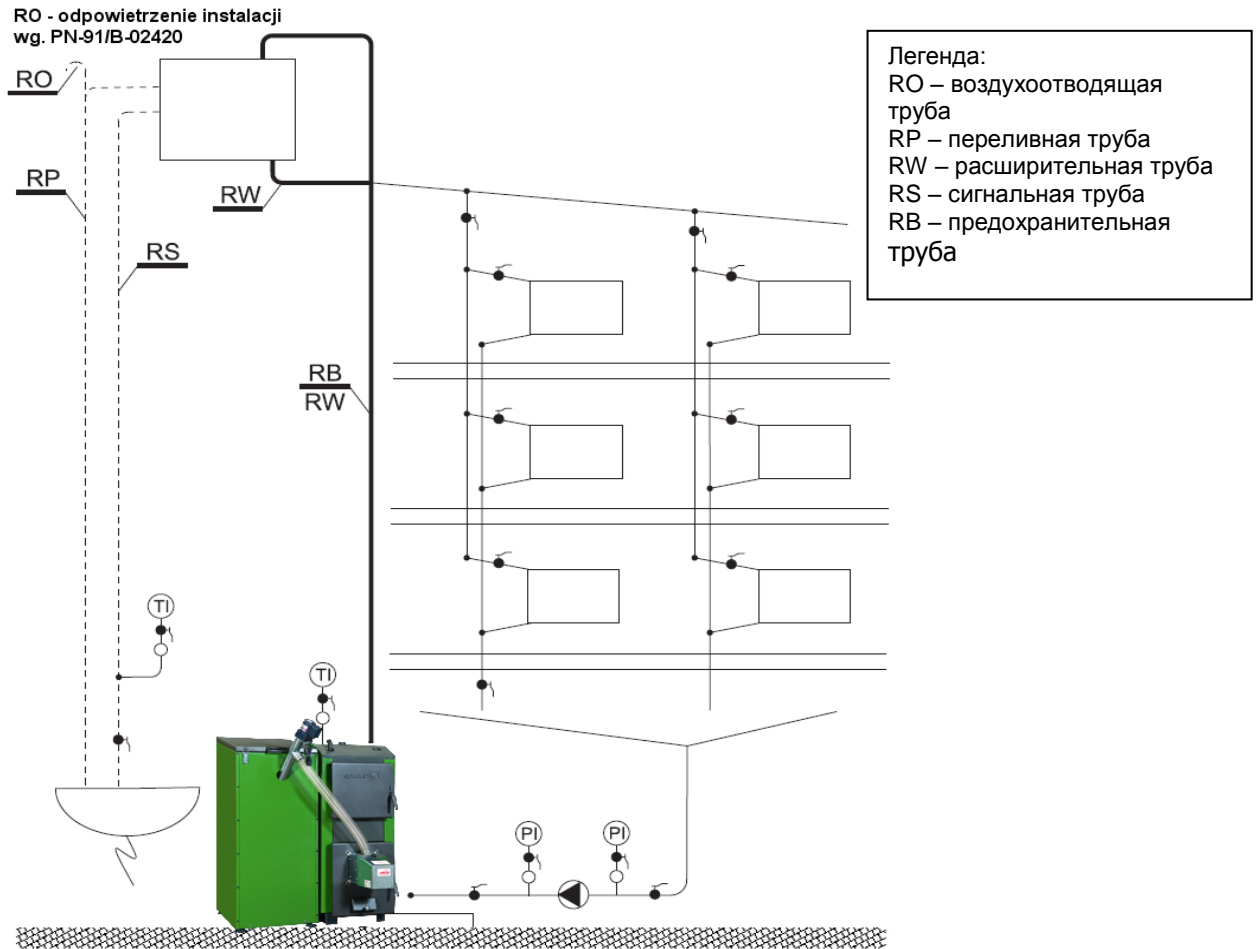 RO - odpowietrzenie instalacji
wg. PN-91/B-02420
RO
RP
RW
RS
RB
RW
TI
TI
PI
PI
Легенда:
RO – воздухоотводящая
труба
RP – переливная труба
RW – расширительная труба
RS – сигнальная труба
RB – предохранительная
труба